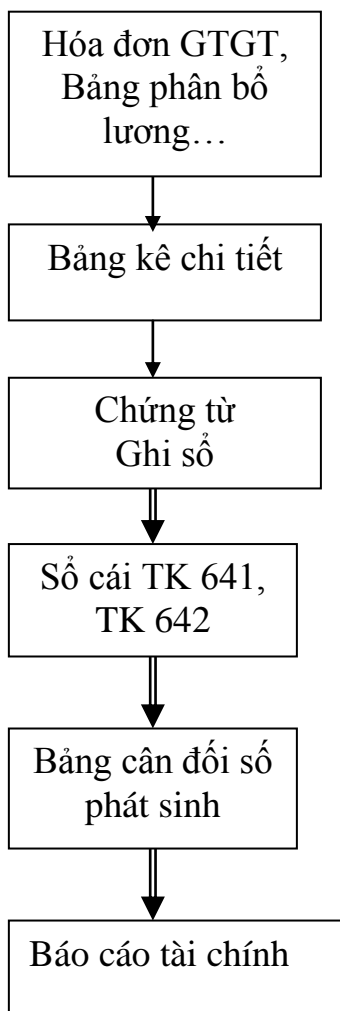 Hóa đơn GTGT,
Bảng phân bổ
lương…
Bảng kê chi tiết
Chứng từ
Ghi sổ
Sổ cái TK 641,
TK 642
Bảng cân đối số
phát sinh
Báo cáo tài chính